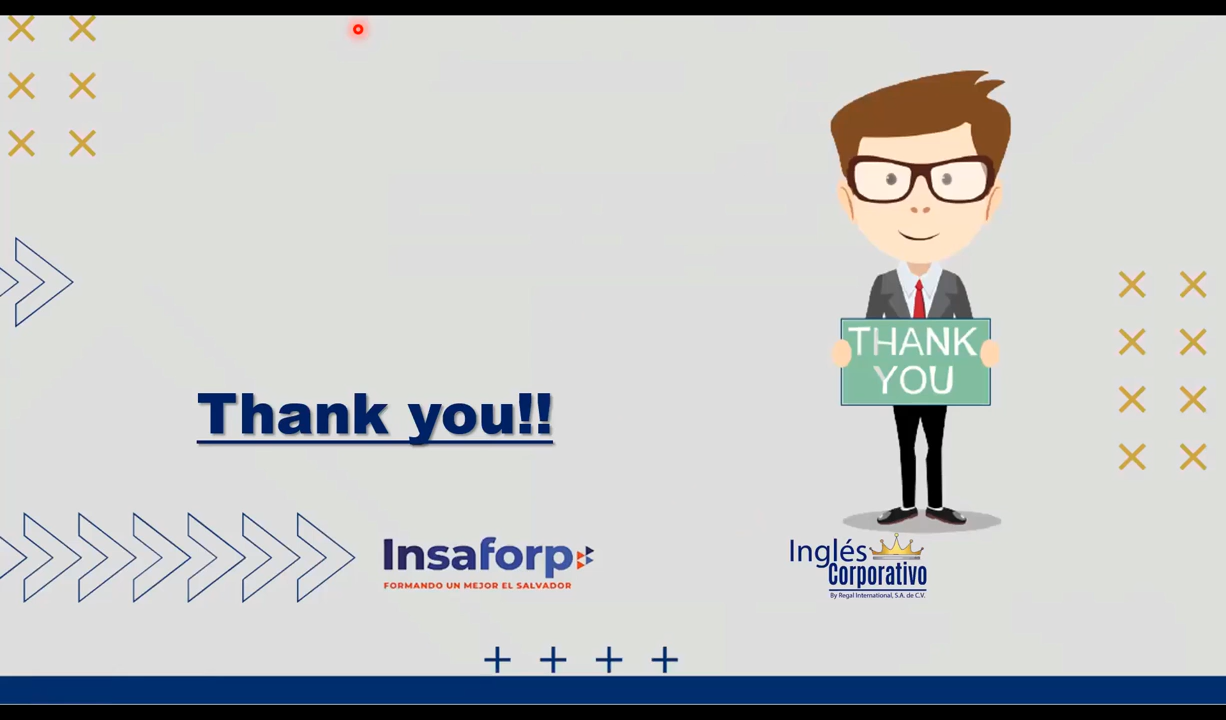 THANK
YOU
Thank you!!
Insaforp
FORMANDO UN MEJOR EL SALVADOR
Inglés
Corporativo
By Regal International, S.A. de C.V.